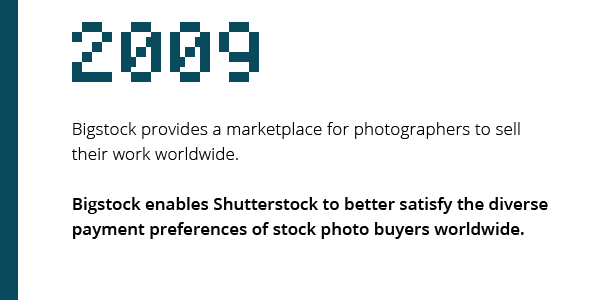 2009
Bigstock provides a marketplace for photographers to sell
their work worldwide.
Bigstock enables Shutterstock to better satisfy the diverse
payment preferences of stock photo buyers worldwide.